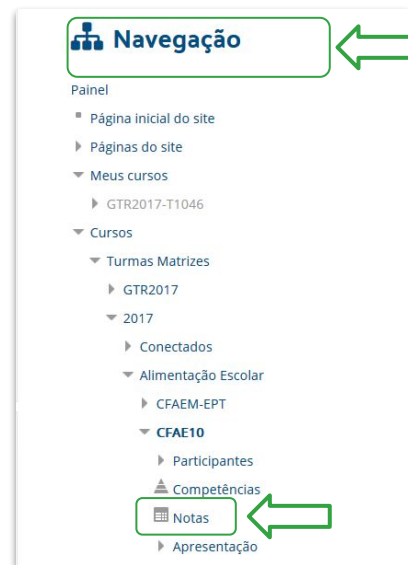 Navegação
Painel
Página inicial do site
Páginas do site
Meus cursos
GTR2017-T1046
Cursos
Turmas Matrizes
GTR2017
2017
Conectados
Alimentação Escolar
CFAEM-EPT
CFAE10
Participantes
Competências
Notas
Apresentação